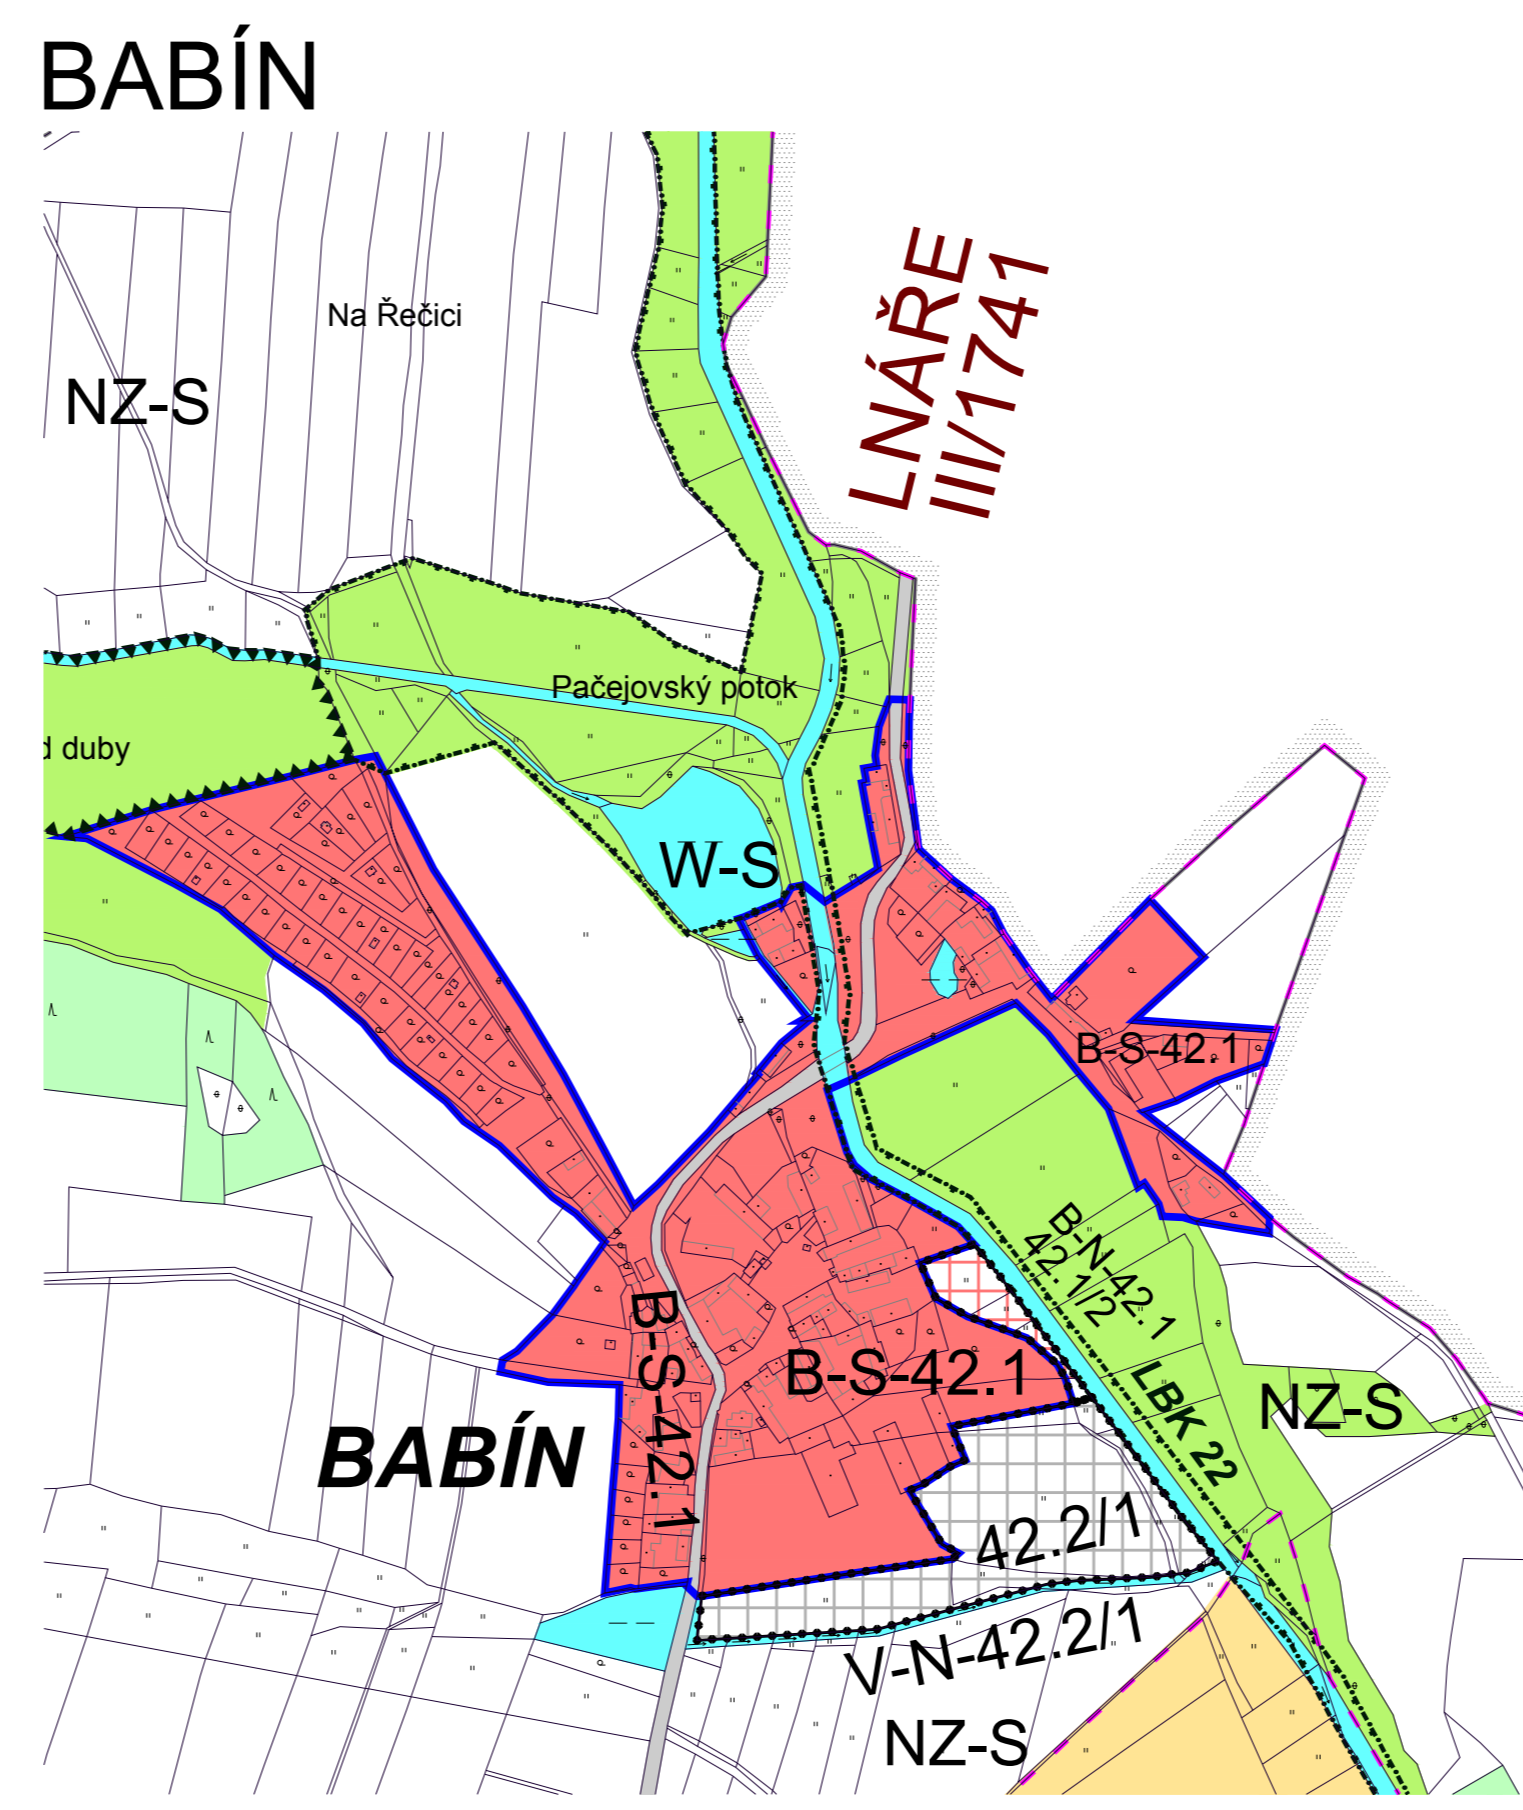 BABÍN
LNÁŘE
III/1741
Na Řečici
NZ-S
Pačejovský potok
d duby
W-S
B-S-42.1
B-N-42.1
42.1/2
B-S-42.1
B-S-42.1
LBK 22
NZ-S
BABÍN
42.2/1
V-N-42.2/1
NZ-S